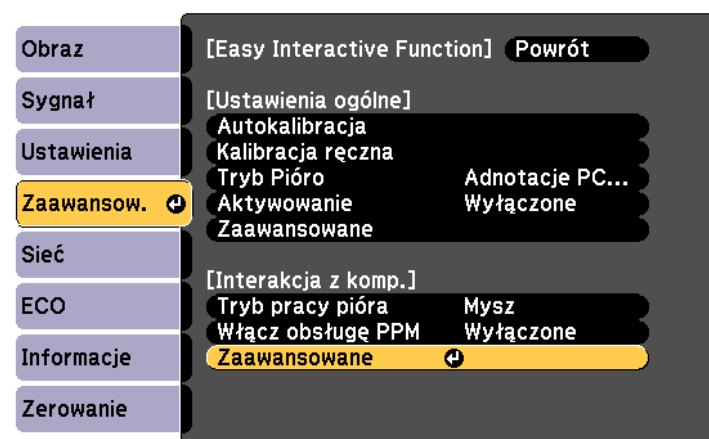 Obraz
Sygnał
Ustawienia
Zaawansow.
Sieć
ECO
Informacje
Zerowanie
[Easy Interactive Function] Powrót
[Ustawienia ogólne]
Autokalibracja
Kalibracja ręczna
Tryb Pióro Adnotacje PC...
Aktywowanie Wyłączone
Zaawansowane
[Interakcja z komp.]
Tryb pracy pióra Mysz
Włącz obsługę PPM Wyłączone
Zaawansowane